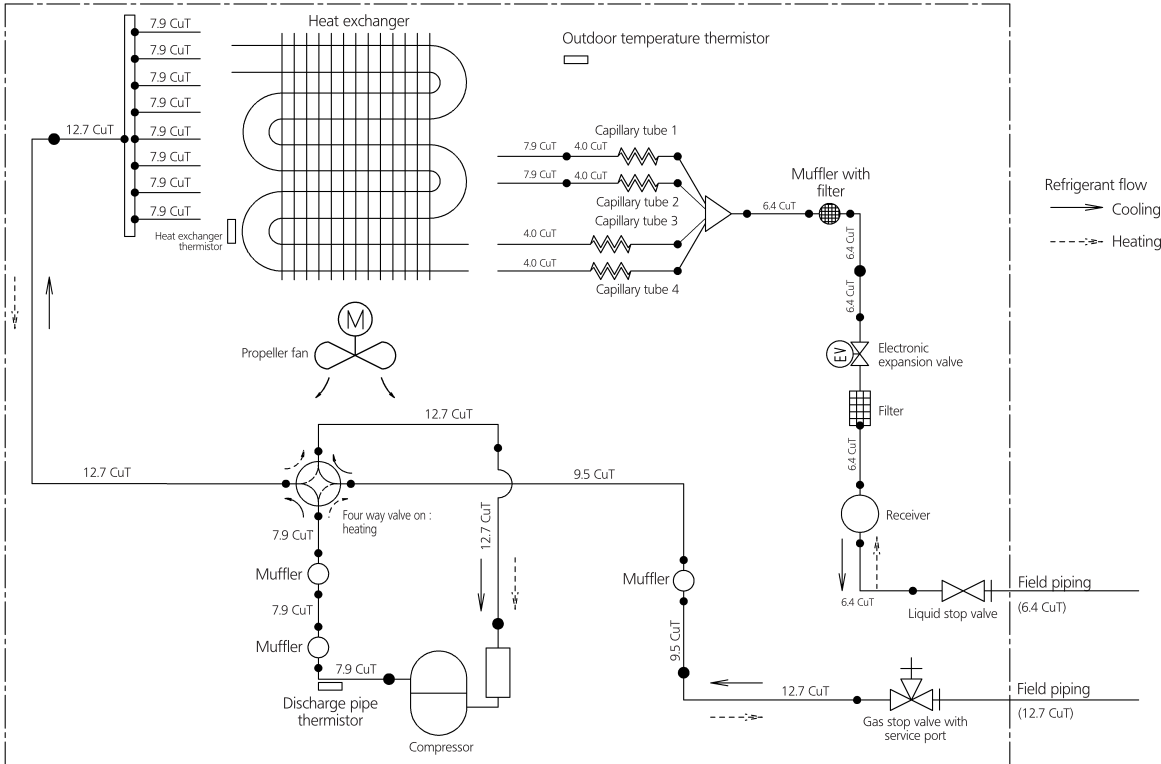 Heat exchanger
Outdoor temperature thermistor
7.9 CuT
7.9 CuT
7.9 CuT
7.9 CuT
7.9 CuT
7.9 CuT
7.9 CuT
7.9 CuT
12.7 CuT
Heat exchanger
thermistor
Capillary tube 1
7.9 CuT
4.0 CuT
7.9 CuT
4.0 CuT
Capillary tube 2
Capillary tube 3
4.0 CuT
4.0 CuT
Capillary tube 4
Muffler with
filter
6.4 CuT
6.4 CuT
6.4 CuT
Refrigerant flow
Cooling
Heating
M
Propeller fan
EV
Electronic
expansion valve
Filter
6.4 CuT
Receiver
6.4 CuT
Liquid stop valve
Field piping
(6.4 CuT)
12.7 CuT
12.7 CuT
9.5 CuT
Four way valve on :
heating
7.9 CuT
12.7 CuT
Muffler
7.9 CuT
Muffler
7.9 CuT
Discharge pipe
thermistor
Compressor
Muffler
9.5 CuT
12.7 CuT
Gas stop valve with
service port
Field piping
(12.7 CuT)